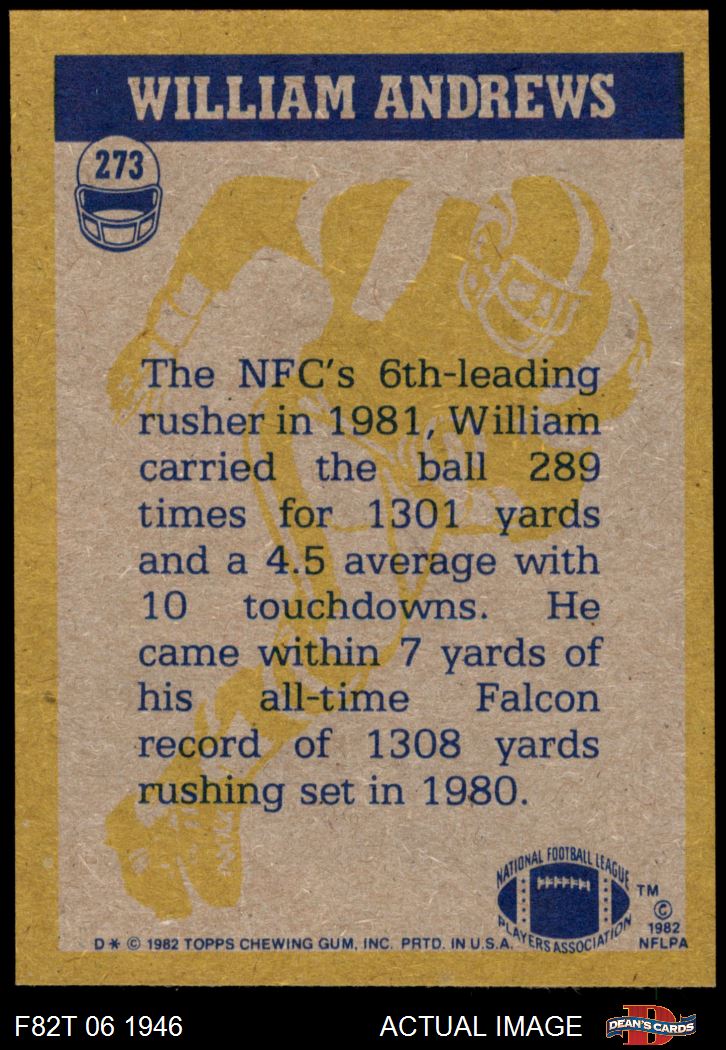 WILLIAM ANDREWS
273
The NFC's 6th-leading
rusher in 1981, William
carried the ball 289
times for 1301 yards
and a 4.5 average with
10 touchdowns. He
came within 7 yards of
his all-time Falcon
record of 1308 yards
rushing set in 1980.
NATIONAL FOOTBALL LEAGUE
PLAYERS ASSOCIATION
TM
©
1982
NFLPA
D* © 1982 TOPPS CHEWING GUM, INC. PRTD. IN U.S.A.
F82T 06 1946
ACTUAL IMAGE
D
DEAN'S CARDS